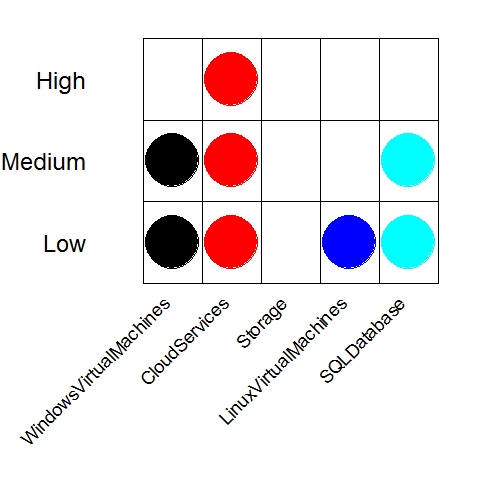 High
Medium
Low
WindowsVirtualMachines
CloudServices
Storage
LinuxVirtualMachines
SQLDatabase